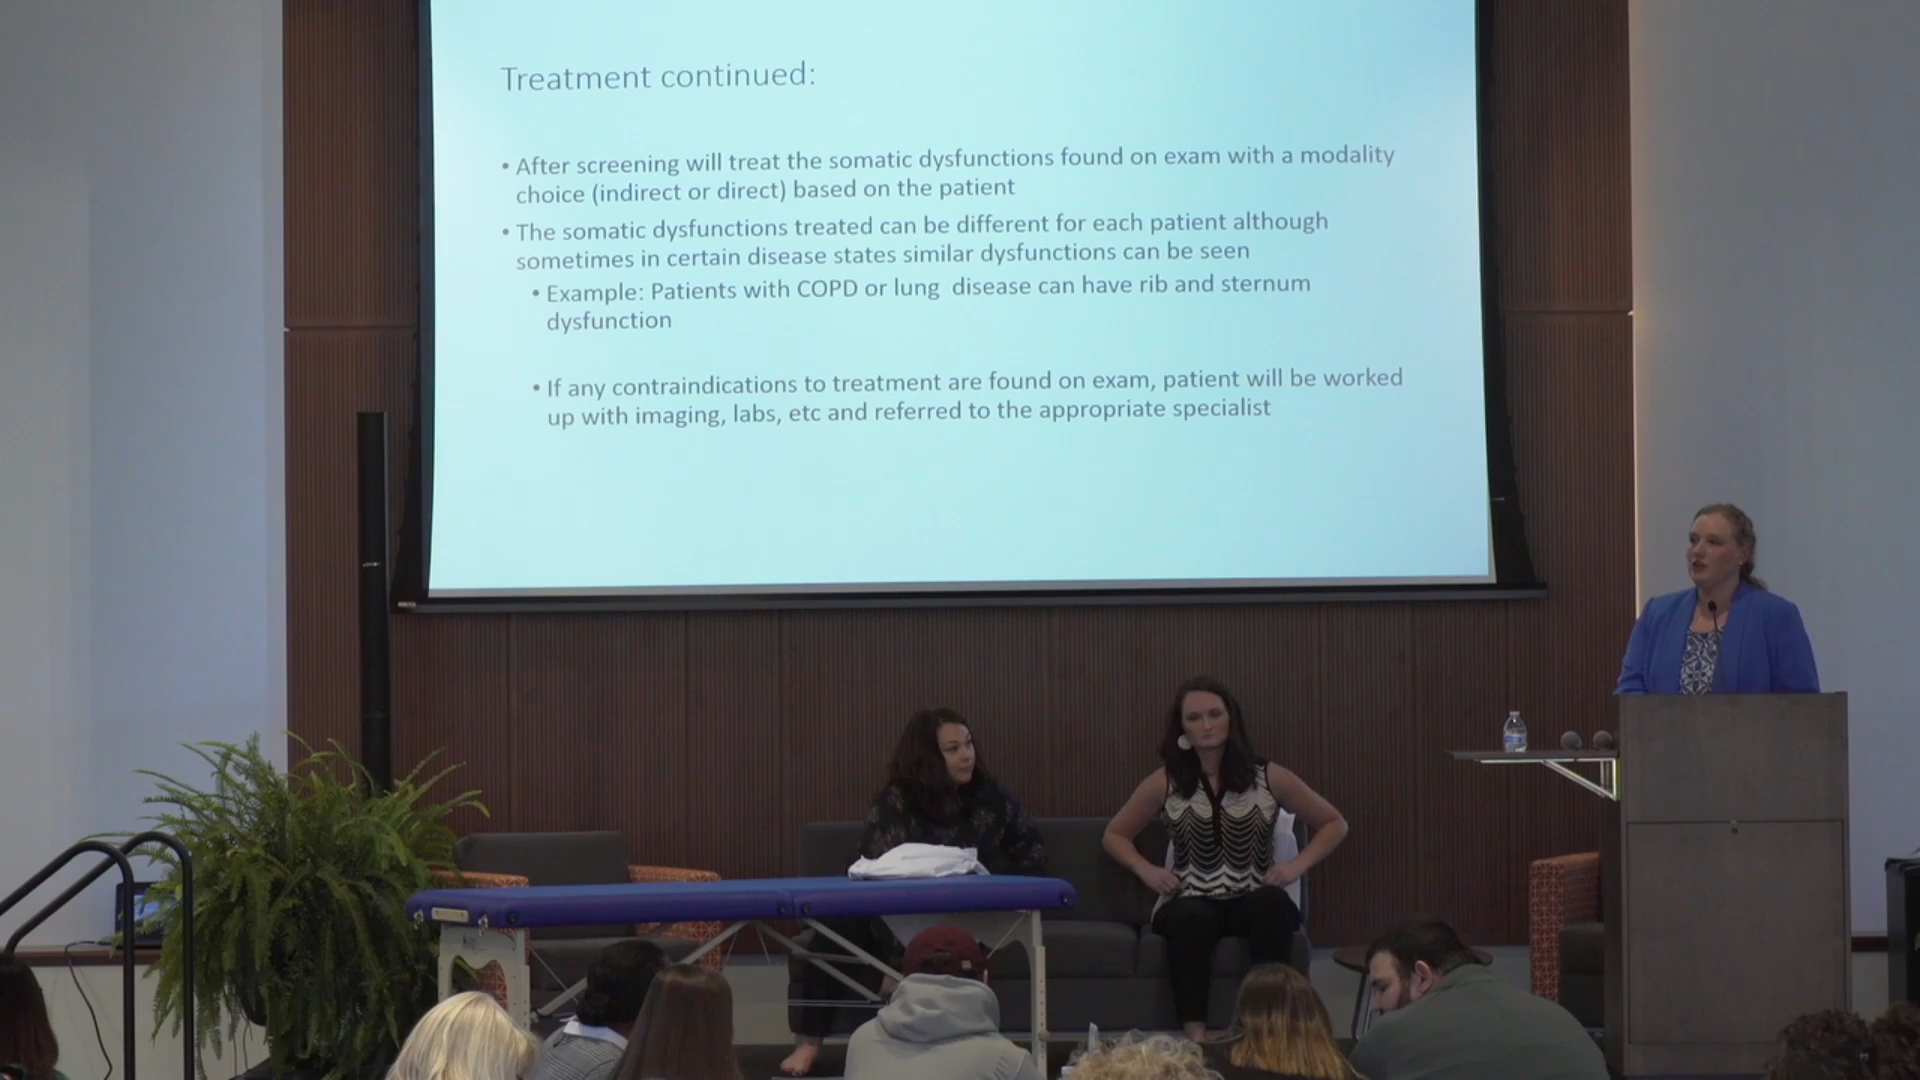 Treatment continued:
• After screening will treat the somatic dysfunctions found on exam with a modality
choice (indirect or direct) based on the patient
• The somatic dysfunctions treated can be different for each patient although
sometimes in certain disease states similar dysfunctions can be seen
• Example: Patients with COPD or lung disease can have rib and sternum
dysfunction
• If any contraindications to treatment are found on exam, patient will be worked
up with imaging, labs, etc and referred to the appropriate specialist